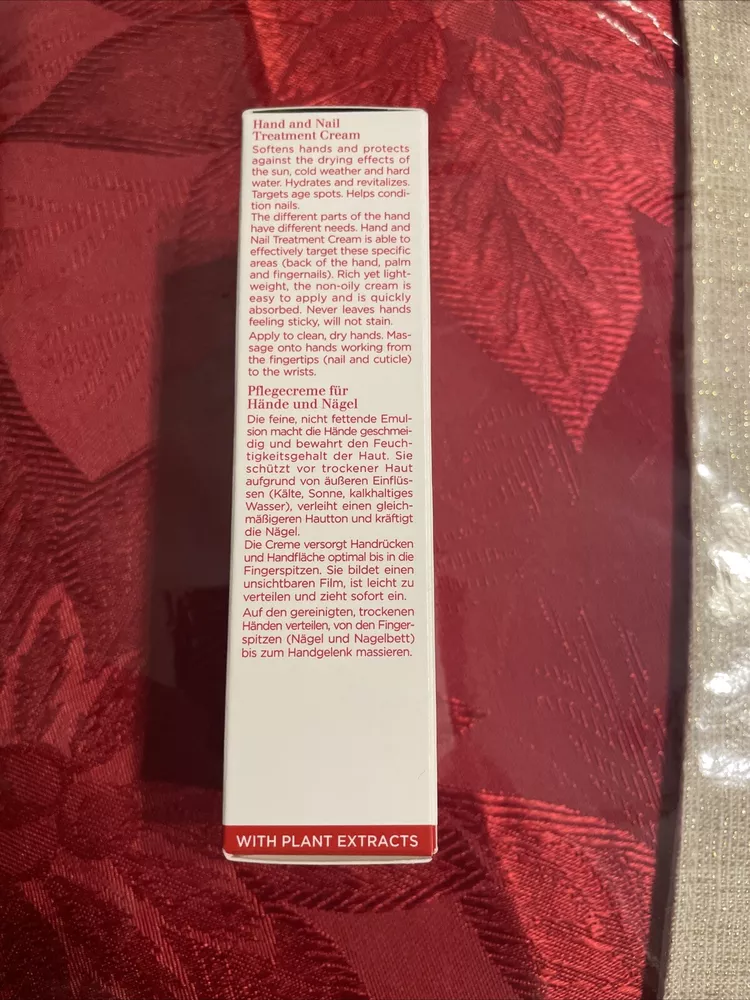 Hand and Nail
Treatment Cream
Softens hands and protects
against the drying effects of
the sun, cold weather and hard
water. Hydrates and revitalizes.
Targets age spots. Helps condi-
tion nails.
The different parts of the hand
have different needs. Hand and
Nail Treatment Cream is able to
effectively target these specific
areas (back of the hand, palm
and fingernails). Rich yet light-
weight, the non-oily cream is
easy to apply and is quickly
absorbed. Never leaves hands
feeling sticky, will not stain.
Apply to clean, dry hands. Mas-
sage onto hands working from
the fingertips (nail and cuticle)
to the wrists.
Pflegecreme für
Hände und Nägel
Die feine, nicht fettende Emul-
sion macht die Hände geschmei-
dig und bewahrt den Feuch-
tigkeitsgehalt der Haut. Sie
schützt vor trockener Haut
aufgrund von äußeren Einflüs-
sen (Kälte, Sonne, kalkhaltiges
Wasser), verleiht einen gleich-
mäßigeren Hautton und kräftigt
die Nägel.
Die Creme versorgt Handrücken
und Handfläche optimal bis in die
Fingerspitzen. Sie bildet einen
unsichtbaren Film, ist leicht zu
verteilen und zieht sofort ein.
Auf den gereinigten, trockenen
Händen verteilen, von den Finger-
spitzen (Nägel und Nagelbett)
bis zum Handgelenk massieren.
WITH PLANT EXTRACTS